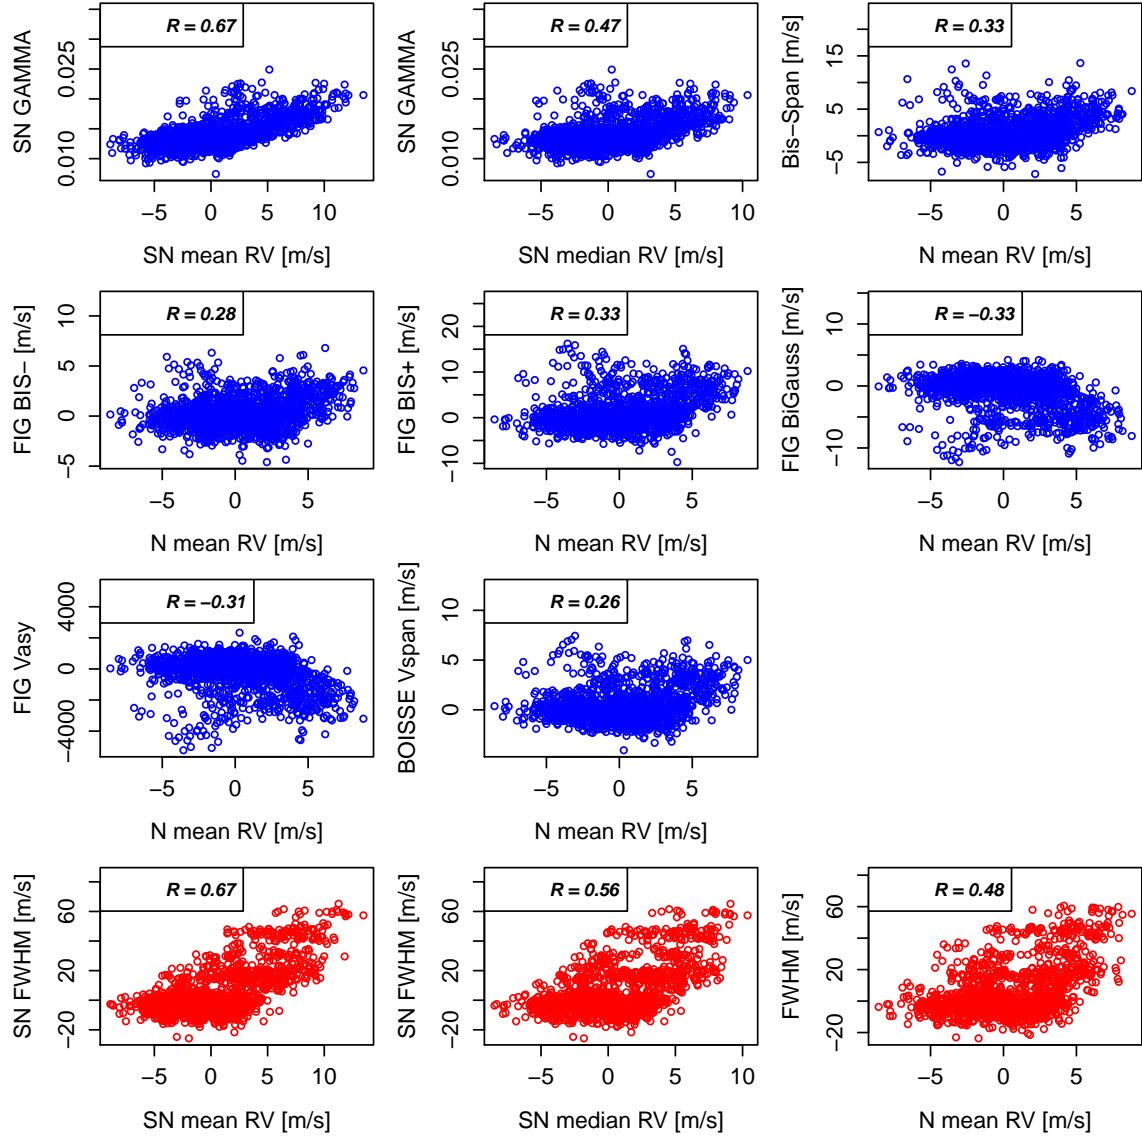 R = 0.67
SN GAMMA
0.010 0.025
−5 0 5 10
SN mean RV [m/s]
R = 0.47
SN GAMMA
0.010 0.025
−5 0 5 10
SN median RV [m/s]
R = 0.33
Bis−Span [m/s]
−5 5 15
−5 0 5
N mean RV [m/s]
R = 0.28
FIG BIS− [m/s]
−5 0 5 10
−5 0 5
N mean RV [m/s]
R = 0.33
FIG BIS+ [m/s]
−10 0 10 20
−5 0 5
N mean RV [m/s]
R = −0.33
FIG BiGauss [m/s]
−10 0 10
−5 0 5
N mean RV [m/s]
R = −0.31
FIG Vasy
−4000 0 4000
−5 0 5
N mean RV [m/s]
R = 0.26
BOISSE Vspan [m/s]
0 5 10
−5 0 5
N mean RV [m/s]
R = 0.67
SN FWHM [m/s]
−20 20 60
−5 0 5 10
SN mean RV [m/s]
R = 0.56
SN FWHM [m/s]
−20 20 60
−5 0 5 10
SN median RV [m/s]
R = 0.48
FWHM [m/s]
−20 20 60
−5 0 5
N mean RV [m/s]